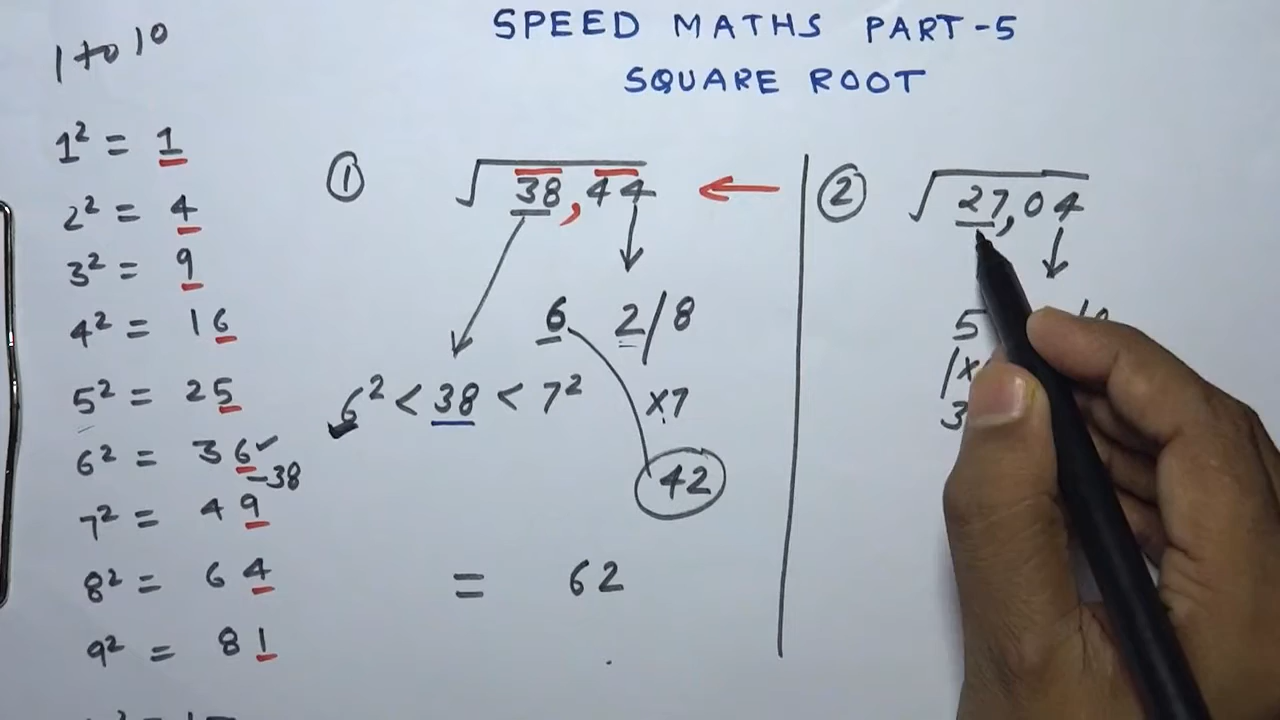 SPEED MATHS PART-5
SQUARE ROOT
1 to 10
1² = 1
2² = 4
3² = 9
4² = 16
5² = 25
6² = 36 ✓
-38
7² = 49
8² = 64
9² = 81
①
√38,44
←
6 2/8
6² < 38 < 7²
×7
42
= 62
②
√27,04
5
3